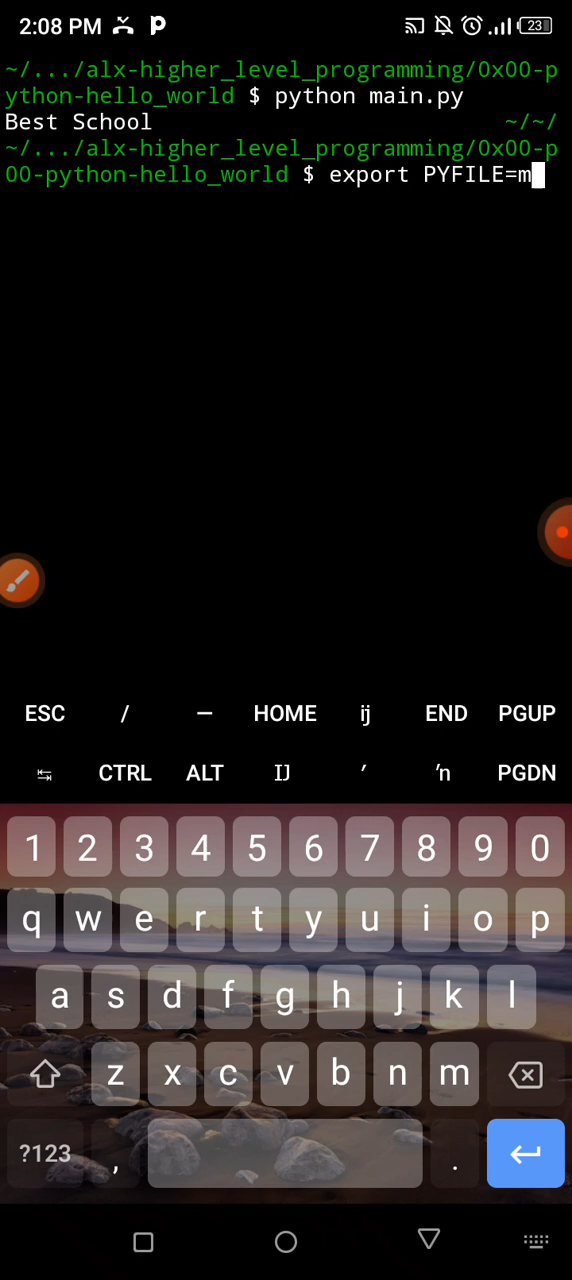 2:08 PM 23
~/.../alx-higher_level_programming/0x00-p
ython-hello_world $ python main.py
Best School ~/~/
~/.../alx-higher_level_programming/0x00-p
00-python-hello_world $ export PYFILE=m
ESC / — HOME ĳ END PGUP
↹ CTRL ALT Ĳ ′ ŉ PGDN
1 2 3 4 5 6 7 8 9 0
q w e r t y u i o p
a s d f g h j k l
z x c v b n m
?123 , .